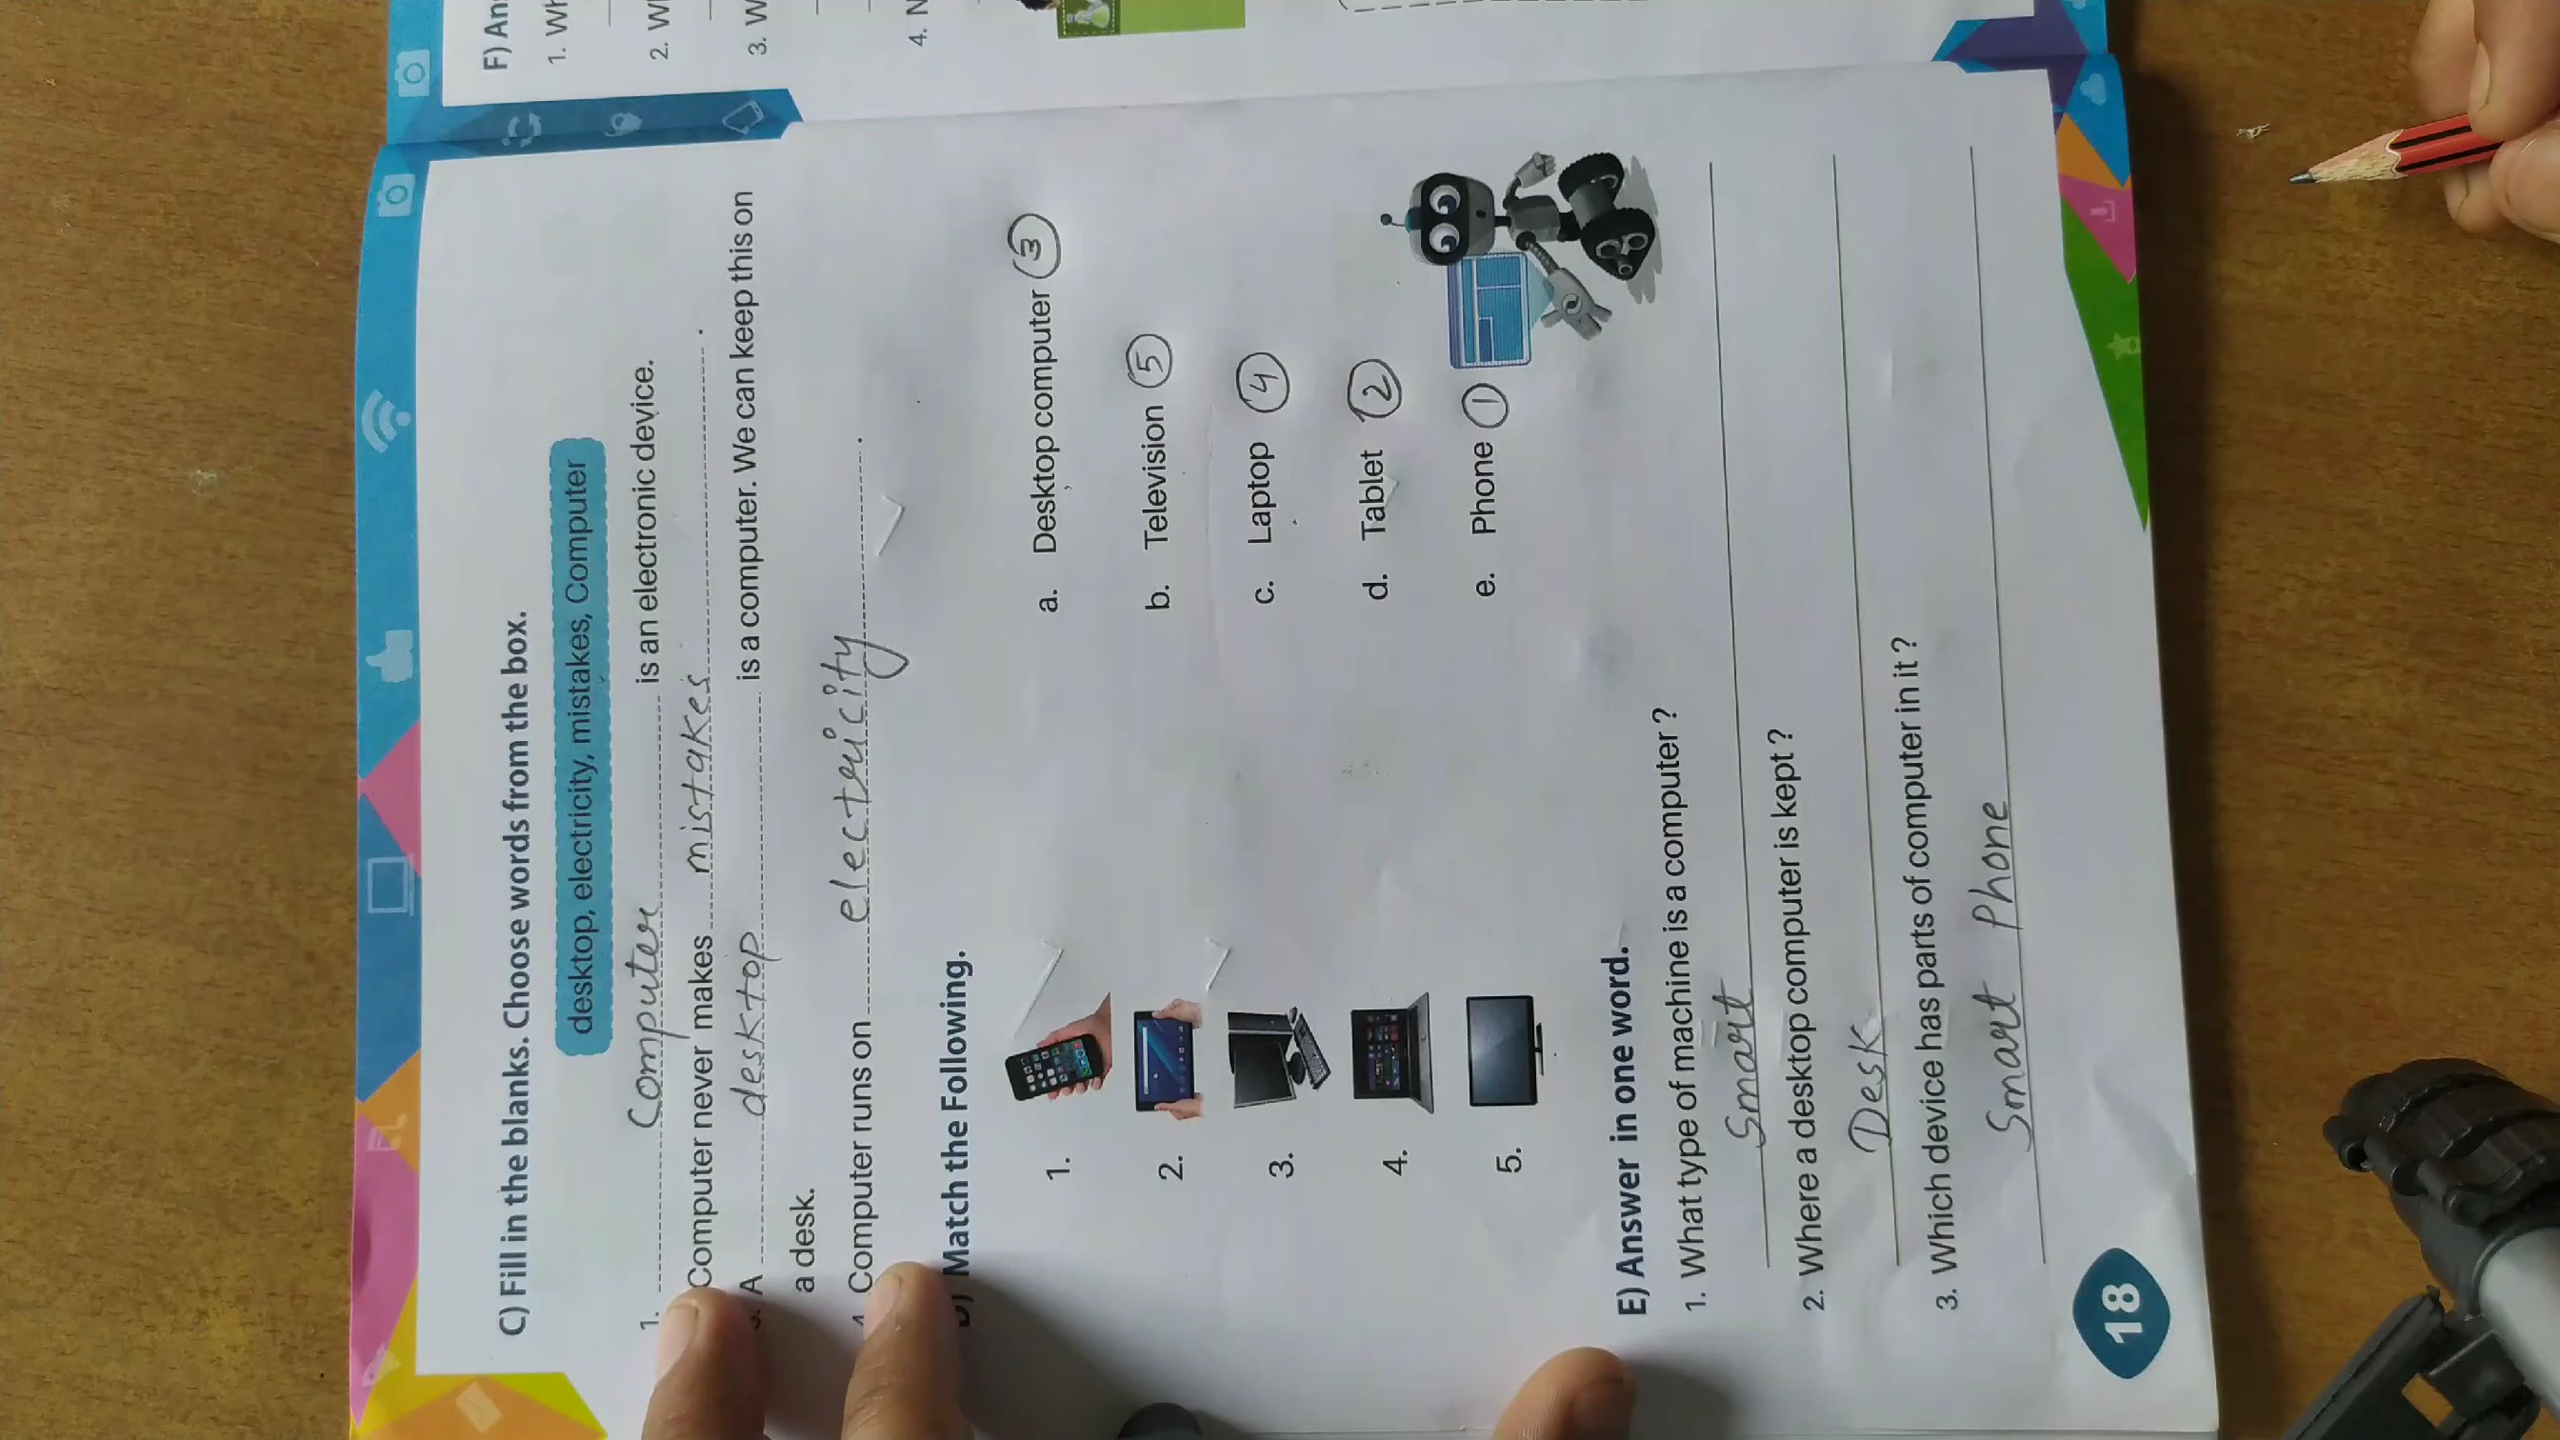 C) Fill in the blanks. Choose words from the box.
desktop, electricity, mistakes, Computer
1. Computer is an electronic device.
Computer never makes mistakes.
A desktop is a computer. We can keep this on
a desk.
Computer runs on electricity.
D) Match the Following.
1. a. Desktop computer 3
2. b. Television 5
3. c. Laptop 4
4. d. Tablet 2
5. e. Phone 1
E) Answer in one word.
1. What type of machine is a computer ?
Smart
2. Where a desktop computer is kept ?
Desk
3. Which device has parts of computer in it ?
Smart Phone
18
F)
1.
2.
3.
4.